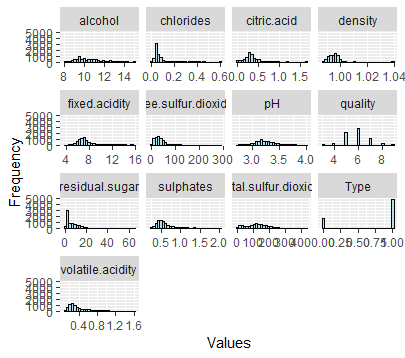 alcohol chlorides citric.acid density
5000
4000
3000
2000
1000
0
8 10 12 14 0.0 0.2 0.4 0.6 0.0 0.5 1.0 1.5 1.00 1.02 1.04
fixed.acidity ee.sulfur.dioxid pH quality
5000
4000
3000
2000
1000
0
4 8 12 16 0 100 200 300 3.0 3.5 4.0 4 6 8
residual.sugar sulphates tal.sulfur.dioxid Type
5000
4000
3000
2000
1000
0
0 20 40 60 0.5 1.0 1.5 2.0 0 100 200 300 400 0.00 0.25 0.50 0.75 1.00
volatile.acidity
5000
4000
3000
2000
1000
0
0.4 0.8 1.2 1.6
Frequency
Values